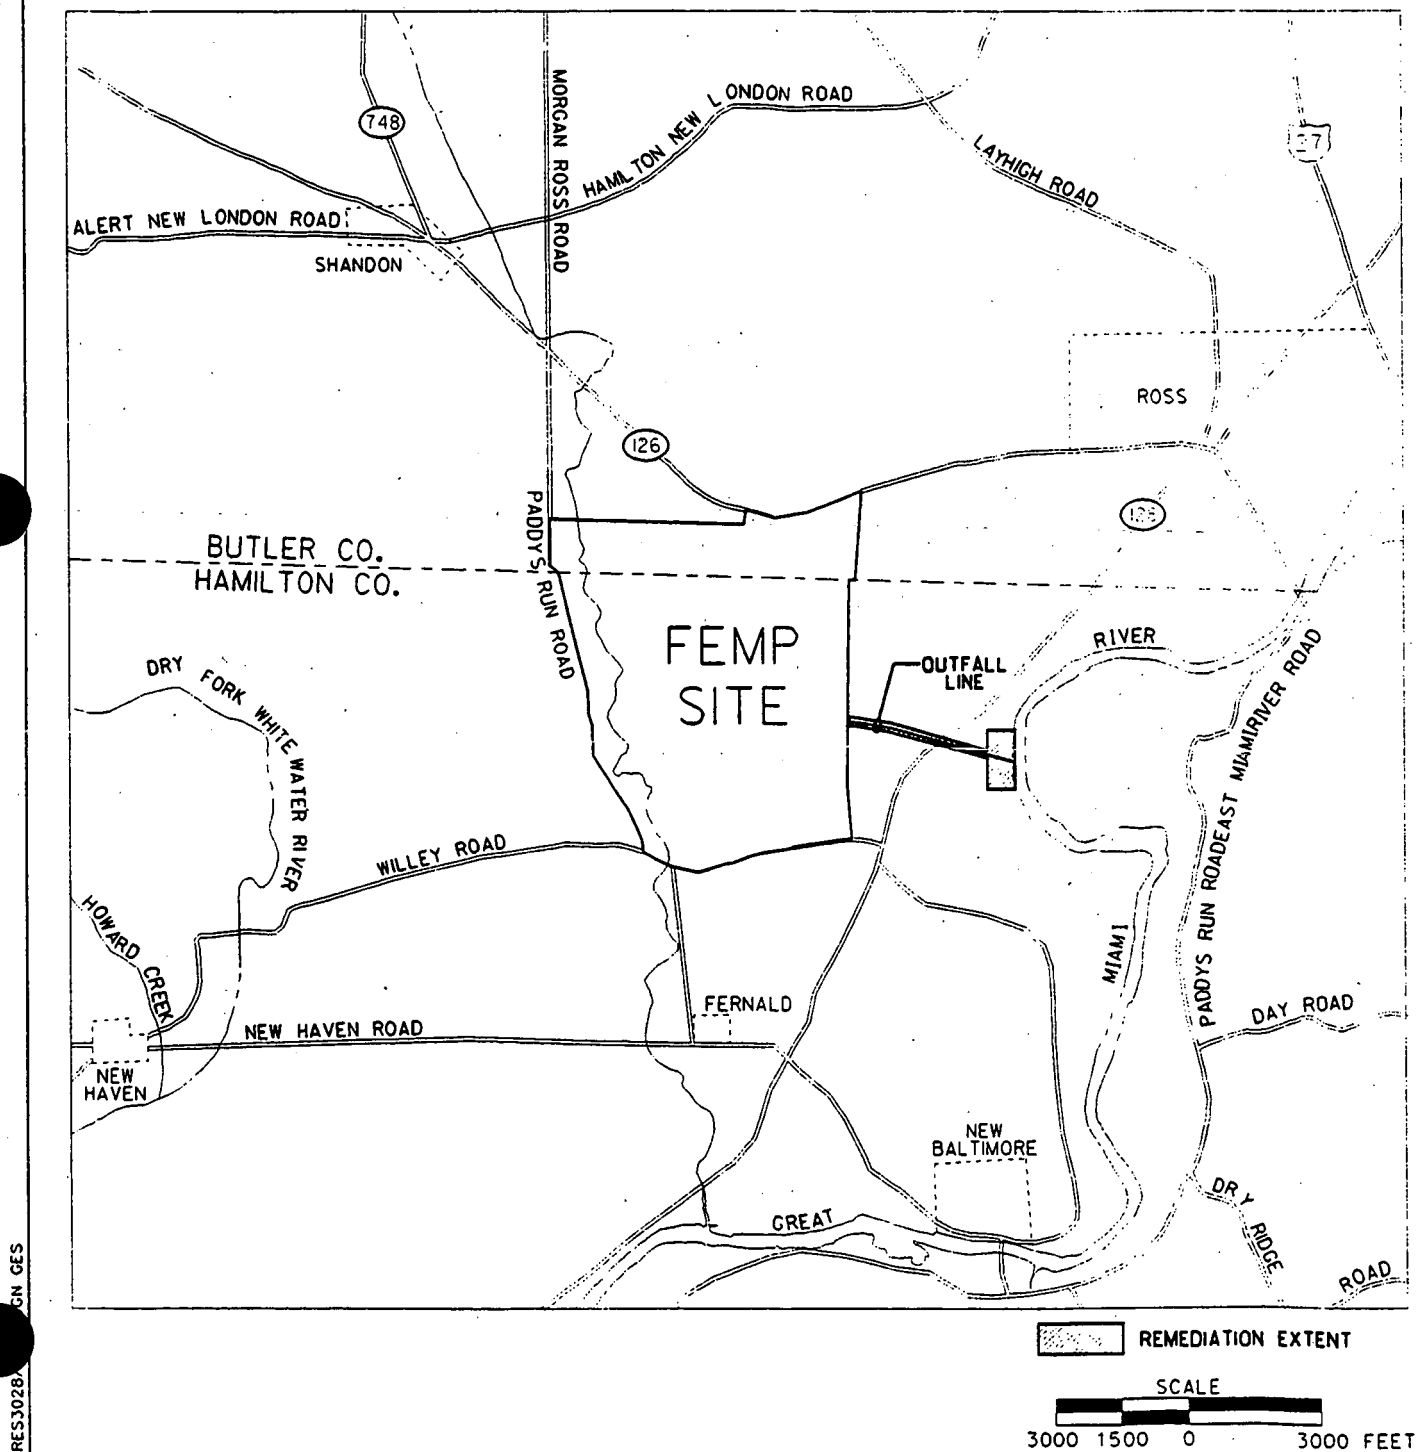 748
MORGAN ROSS ROAD
HAMILTON NEW LONDON ROAD
LAYHIGH ROAD
ALERT NEW LONDON ROAD
SHANDON
ROSS
126
PADDYS RUN ROAD
BUTLER CO.
HAMILTON CO.
FEMP
SITE
OUTFALL
LINE
RIVER
DRY FORK WHITEWATER RIVER
PADDYS RUN ROADEAST MIAMIRIVER ROAD
WILLEY ROAD
HOWARD CREEK
MIAMI
FERNALD
NEW HAVEN ROAD
DAY ROAD
NEW
HAVEN
NEW
BALTIMORE
GREAT
DRY RIDGE
ROAD
REMEDIATION EXTENT
SCALE
3000 1500 0 3000 FEET